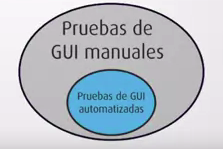 Pruebas de
GUI manuales
Pruebas de GUI
automatizadas